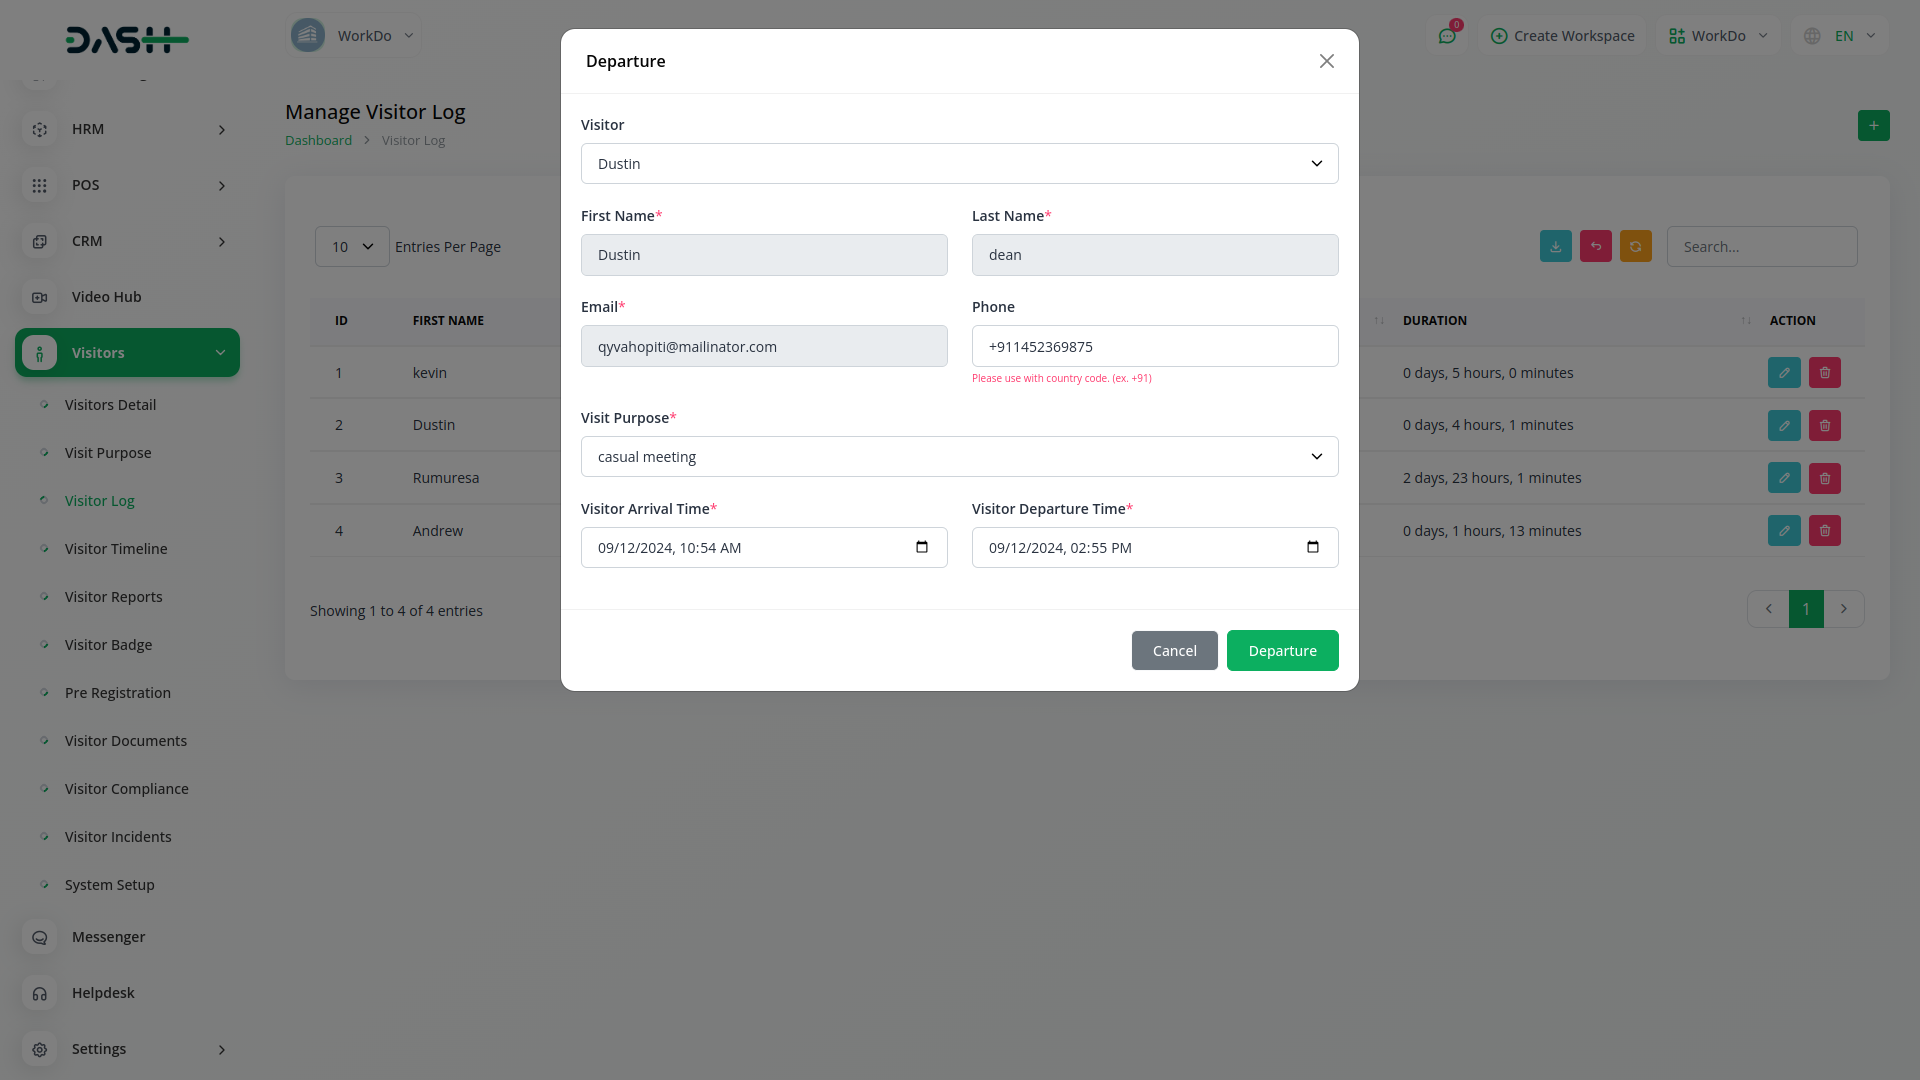 DASH
WorkDo
0
Create Workspace
WorkDo
EN
HRM
POS
CRM
Video Hub
Visitors
Visitors Detail
Visit Purpose
Visitor Log
Visitor Timeline
Visitor Reports
Visitor Badge
Pre Registration
Visitor Documents
Visitor Compliance
Visitor Incidents
System Setup
Messenger
Helpdesk
Settings
Manage Visitor Log
Dashboard > Visitor Log
10 Entries Per Page
Search...
ID FIRST NAME DURATION ACTION
1 kevin 0 days, 5 hours, 0 minutes
2 Dustin 0 days, 4 hours, 1 minutes
3 Rumuresa 2 days, 23 hours, 1 minutes
4 Andrew 0 days, 1 hours, 13 minutes
Showing 1 to 4 of 4 entries
1
Departure
Visitor
Dustin
First Name* Last Name*
Dustin dean
Email* Phone
qyvahopiti@mailinator.com +911452369875
Please use with country code. (ex. +91)
Visit Purpose*
casual meeting
Visitor Arrival Time* Visitor Departure Time*
09/12/2024, 10:54 AM 09/12/2024, 02:55 PM
Cancel Departure